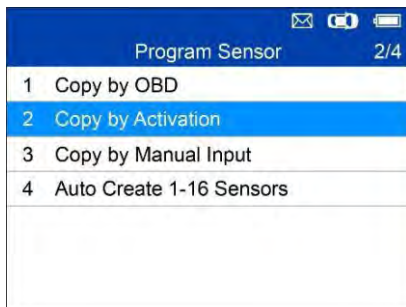 Program Sensor 2/4
1 Copy by OBD
2 Copy by Activation
3 Copy by Manual Input
4 Auto Create 1-16 Sensors